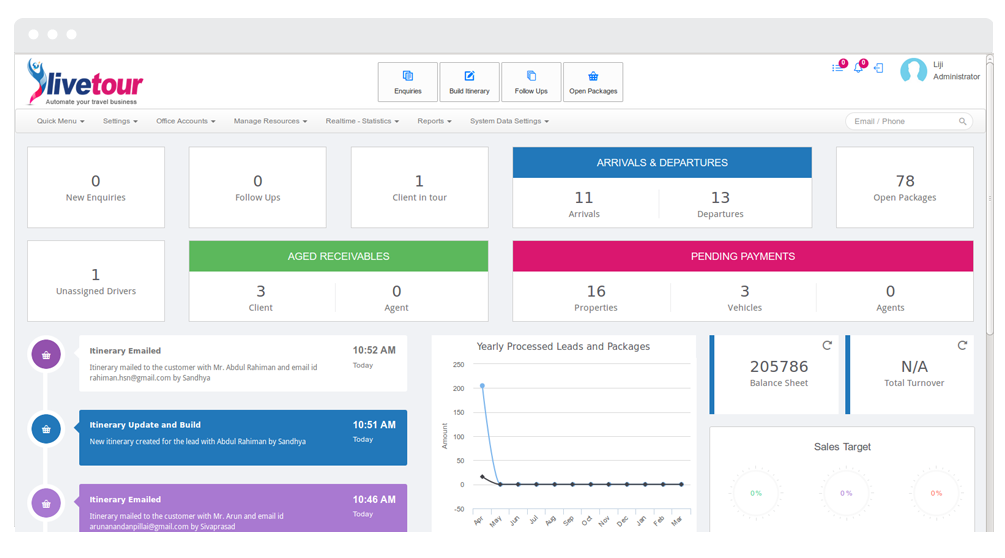 livetour
Automate your travel business
Enquiries
Build Itinerary
Follow Ups
Open Packages
0
0
Liji
Administrator
Quick Menu
Settings
Office Accounts
Manage Resources
Realtime - Statistics
Reports
System Data Settings
Email / Phone
0
New Enquiries
0
Follow Ups
1
Client in tour
ARRIVALS & DEPARTURES
11
Arrivals
13
Departures
78
Open Packages
1
Unassigned Drivers
AGED RECEIVABLES
3
Client
0
Agent
PENDING PAYMENTS
16
Properties
3
Vehicles
0
Agents
Itinerary Emailed
10:52 AM
Today
Itinerary mailed to the customer with Mr. Abdul Rahiman and email id
rahiman.hsn@gmail.com by Sandhya
Itinerary Update and Build
10:51 AM
Today
New itinerary created for the lead with Abdul Rahiman by Sandhya
Itinerary Emailed
10:46 AM
Today
Itinerary mailed to the customer with Mr. Arun and email id
arunanandanpillai@gmail.com by Sivaprasad
Yearly Processed Leads and Packages
Amount
250
200
150
100
50
0
-50
Apr
May
Jun
Jul
Aug
Sep
Oct
Nov
Dec
Jan
Feb
Mar
205786
Balance Sheet
N/A
Total Turnover
Sales Target
0%
0%
0%